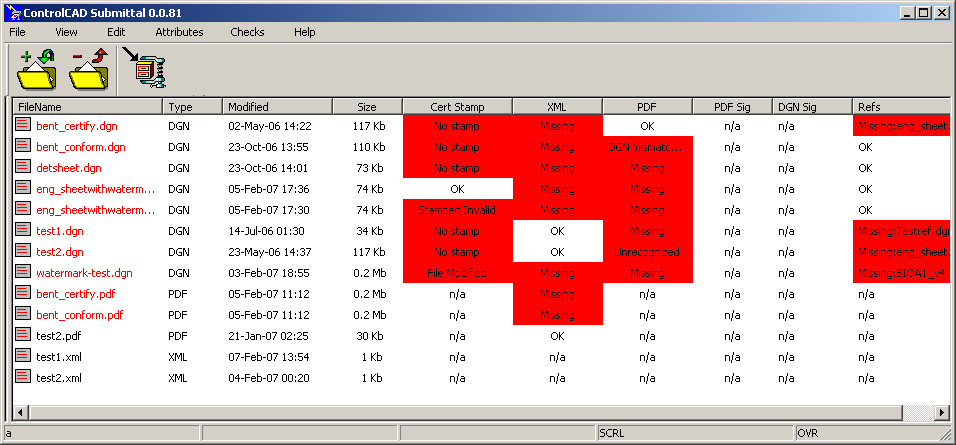 ControlCAD Submittal 0.0.81
File View Edit Attributes Checks Help
FileName Type Modified Size Cert Stamp XML PDF PDF Sig DGN Sig Refs
bent_certify.dgn DGN 02-May-06 14:22 117 Kb No stamp Missing OK n/a n/a Missing:eng_sheet.
bent_conform.dgn DGN 23-Oct-06 13:55 110 Kb No stamp Missing DGN mismatc... n/a n/a OK
detsheet.dgn DGN 23-Oct-06 14:01 73 Kb No stamp Missing Missing n/a n/a OK
eng_sheetwithwaterm... DGN 05-Feb-07 17:36 74 Kb OK Missing Missing n/a n/a OK
eng_sheetwithwaterm... DGN 05-Feb-07 17:30 74 Kb Stamped Invalid Missing Missing n/a n/a OK
test1.dgn DGN 14-Jul-06 01:30 34 Kb No stamp OK Missing n/a n/a Missing:Testref.dgn
test2.dgn DGN 23-May-06 14:37 117 Kb No stamp OK Unrecognized n/a n/a Missing:eng_sheet.
watermark-test.dgn DGN 03-Feb-07 18:55 0.2 Mb File Modified Missing Missing n/a n/a Missing:BIOA1_v4.
bent_certify.pdf PDF 05-Feb-07 11:12 0.2 Mb n/a Missing n/a n/a n/a n/a
bent_conform.pdf PDF 05-Feb-07 11:12 0.2 Mb n/a Missing n/a n/a n/a n/a
test2.pdf PDF 21-Jan-07 02:25 30 Kb n/a OK n/a n/a n/a n/a
test1.xml XML 07-Feb-07 13:54 1 Kb n/a n/a n/a n/a n/a n/a
test2.xml XML 04-Feb-07 00:20 1 Kb n/a n/a n/a n/a n/a n/a
a SCRL OVR